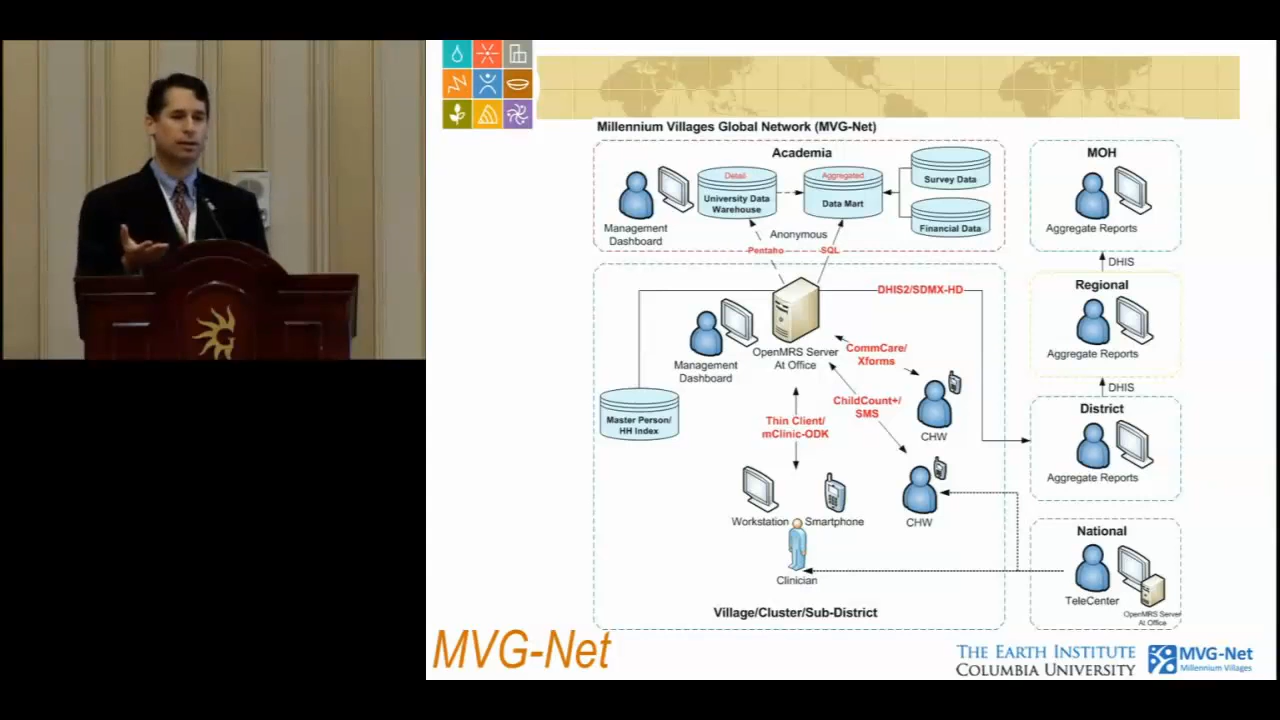 Millennium Villages Global Network (MVG-Net)
Academia
Detail
University Data
Warehouse
Aggregated
Data Mart
Survey Data
Financial Data
Management
Dashboard
Anonymous
Pentaho
SQL
MOH
Aggregate Reports
DHIS
Regional
Aggregate Reports
DHIS
District
Aggregate Reports
National
TeleCenter
OpenMRS Server
At Office
DHIS2/SDMX-HD
OpenMRS Server
At Office
Management
Dashboard
CommCare/
Xforms
ChildCount+/
SMS
CHW
CHW
Master Person/
HH Index
Thin Client/
mClinic-ODK
Workstation
Smartphone
Clinician
Village/Cluster/Sub-District
MVG-Net
THE EARTH INSTITUTE
COLUMBIA UNIVERSITY
MVG-Net
Millennium Villages